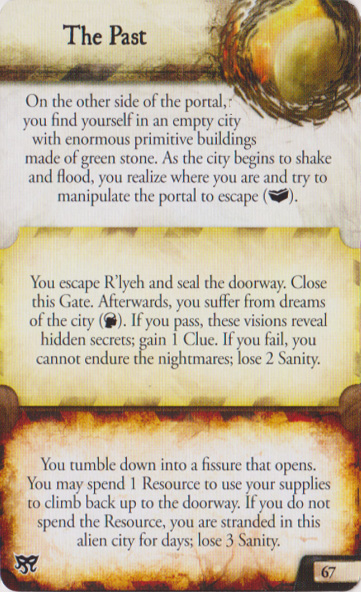 The Past
On the other side of the portal,
you find yourself in an empty city
with enormous primitive buildings
made of green stone. As the city begins to shake
and flood, you realize where you are and try to
manipulate the portal to escape ( ).
You escape R'lyeh and seal the doorway. Close
this Gate. Afterwards, you suffer from dreams
of the city ( ). If you pass, these visions reveal
hidden secrets; gain 1 Clue. If you fail, you
cannot endure the nightmares; lose 2 Sanity.
You tumble down into a fissure that opens.
You may spend 1 Resource to use your supplies
to climb back up to the doorway. If you do not
spend the Resource, you are stranded in this
alien city for days; lose 3 Sanity.
67